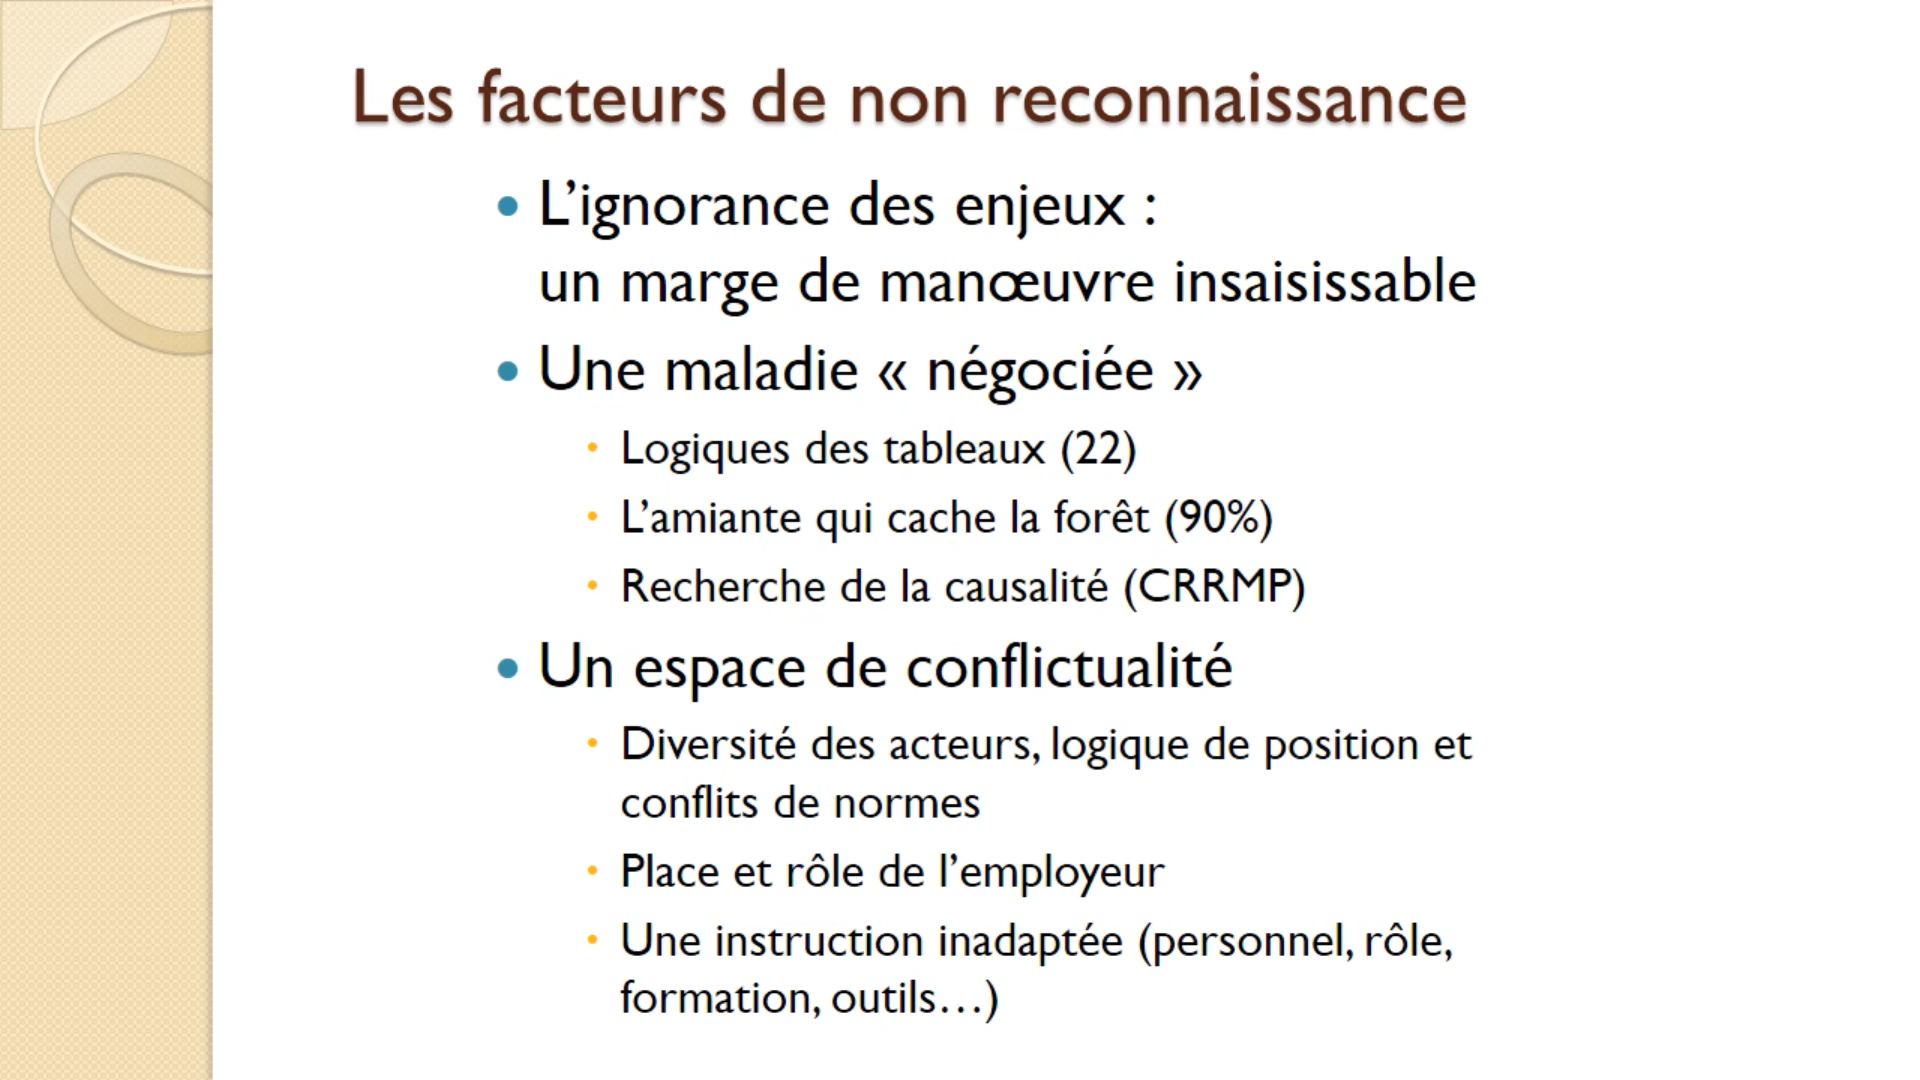 Les facteurs de non reconnaissance
• L’ignorance des enjeux :
un marge de manœuvre insaisissable
• Une maladie « négociée »
• Logiques des tableaux (22)
• L’amiante qui cache la forêt (90%)
• Recherche de la causalité (CRRMP)
• Un espace de conflictualité
• Diversité des acteurs, logique de position et
conflits de normes
• Place et rôle de l’employeur
• Une instruction inadaptée (personnel, rôle,
formation, outils…)